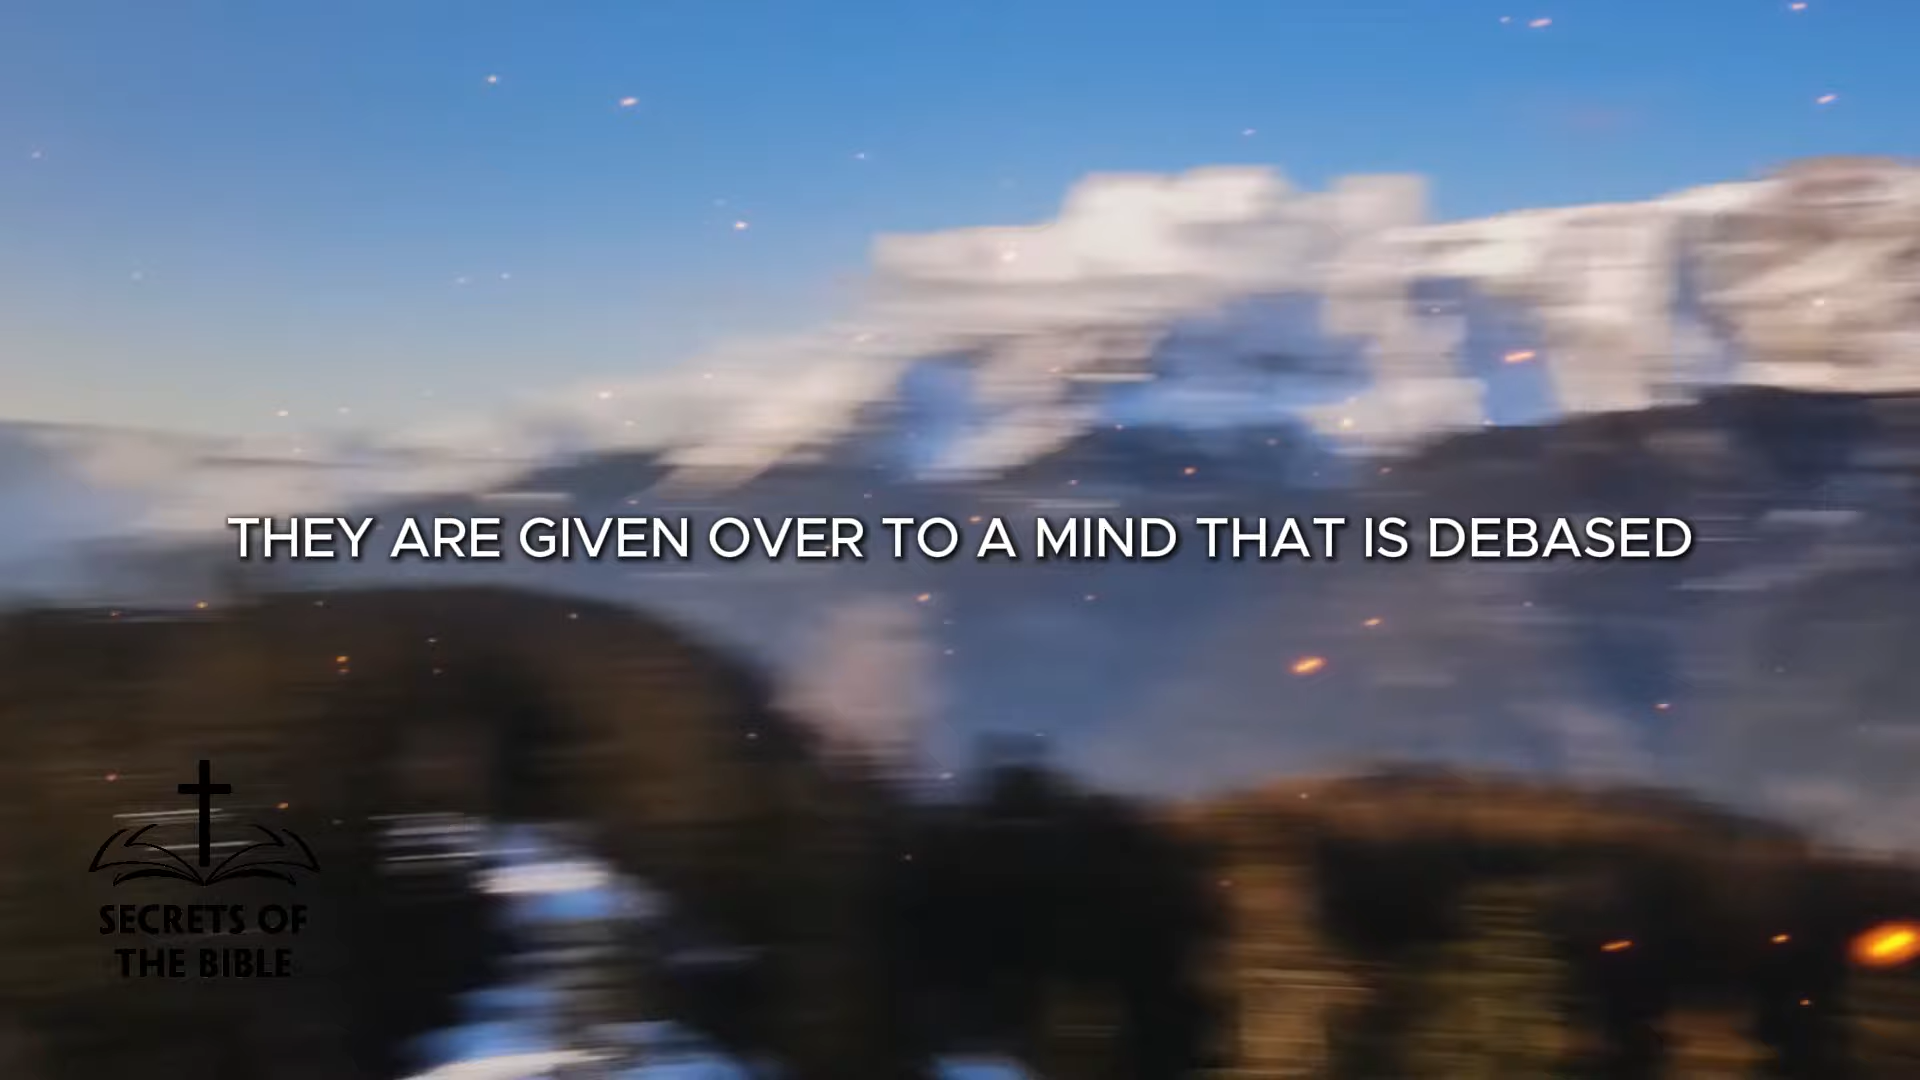 THEY ARE GIVEN OVER TO A MIND THAT IS DEBASED
SECRETS OF
THE BIBLE